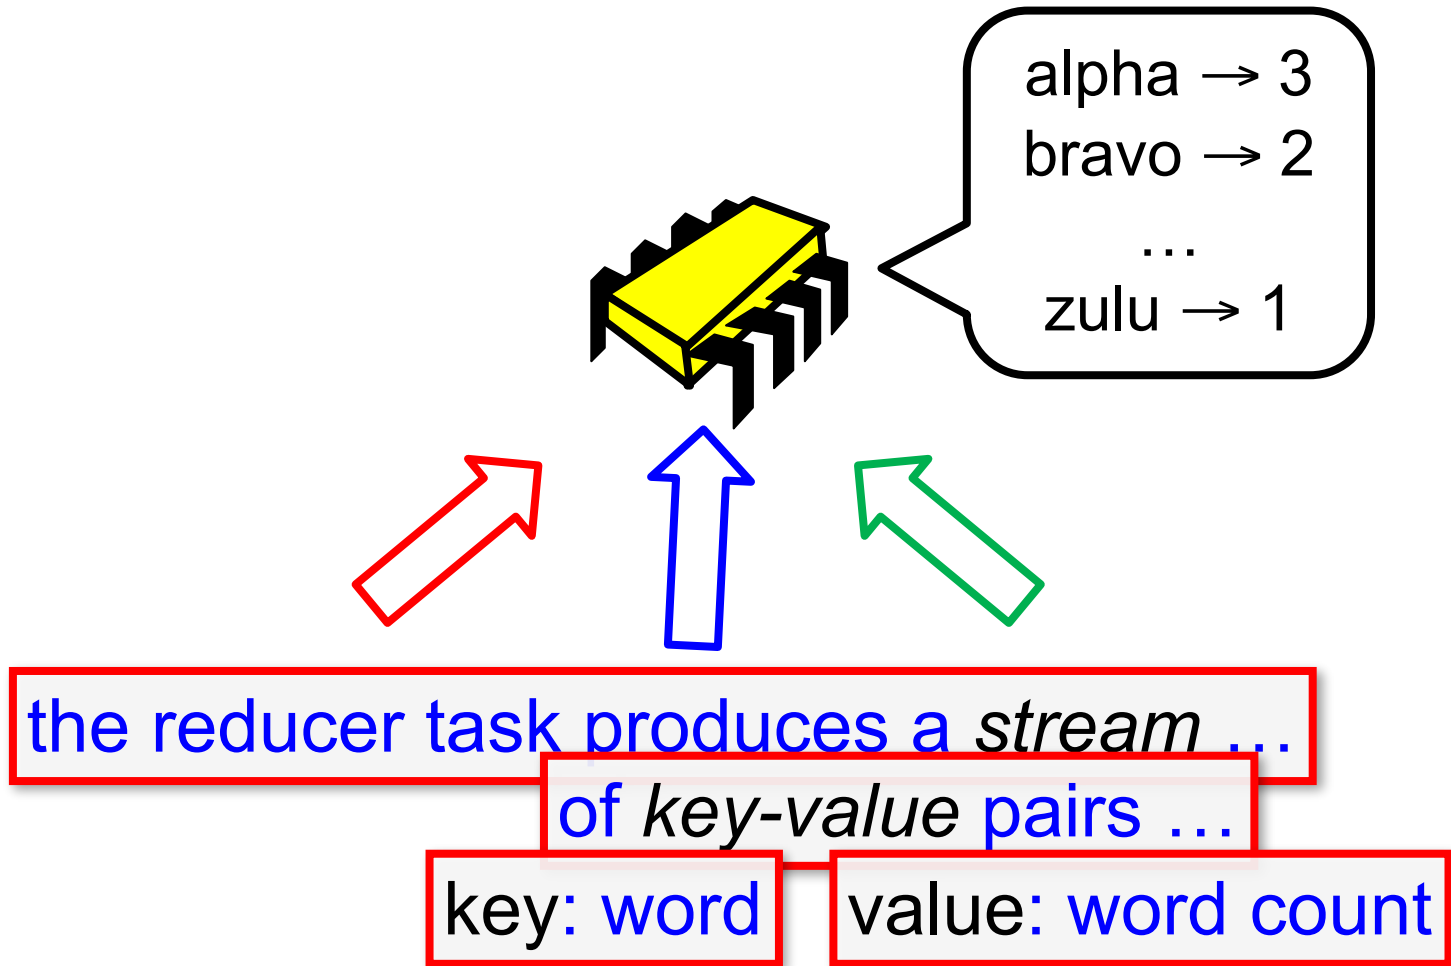 alpha → 3
bravo → 2
…
zulu → 1
the reducer task produces a stream …
of key-value pairs …
key: word
value: word count